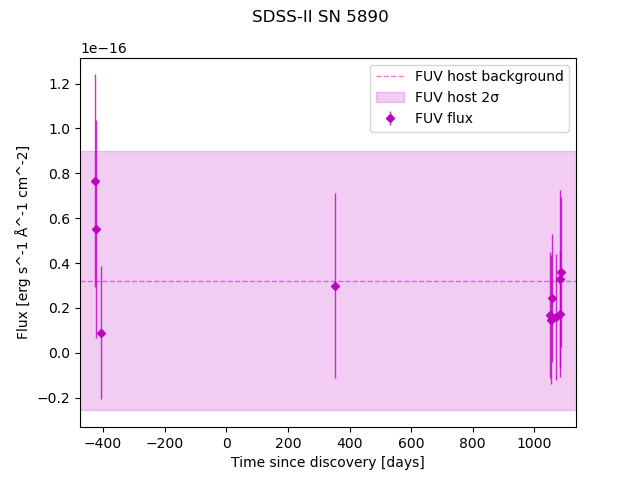 SDSS-II SN 5890
1e−16
FUV host background
FUV host 2σ
FUV flux
1.2
1.0
0.8
0.6
0.4
0.2
0.0
−0.2
Flux [erg s^-1 Å^-1 cm^-2]
−400
−200
0
200
400
600
800
1000
Time since discovery [days]